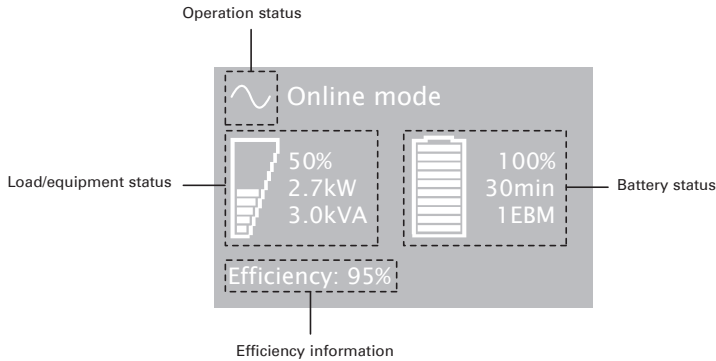 Operation status
Online mode
Load/equipment status
50%
2.7kW
3.0kVA
100%
30min
1EBM
Battery status
Efficiency: 95%
Efficiency information